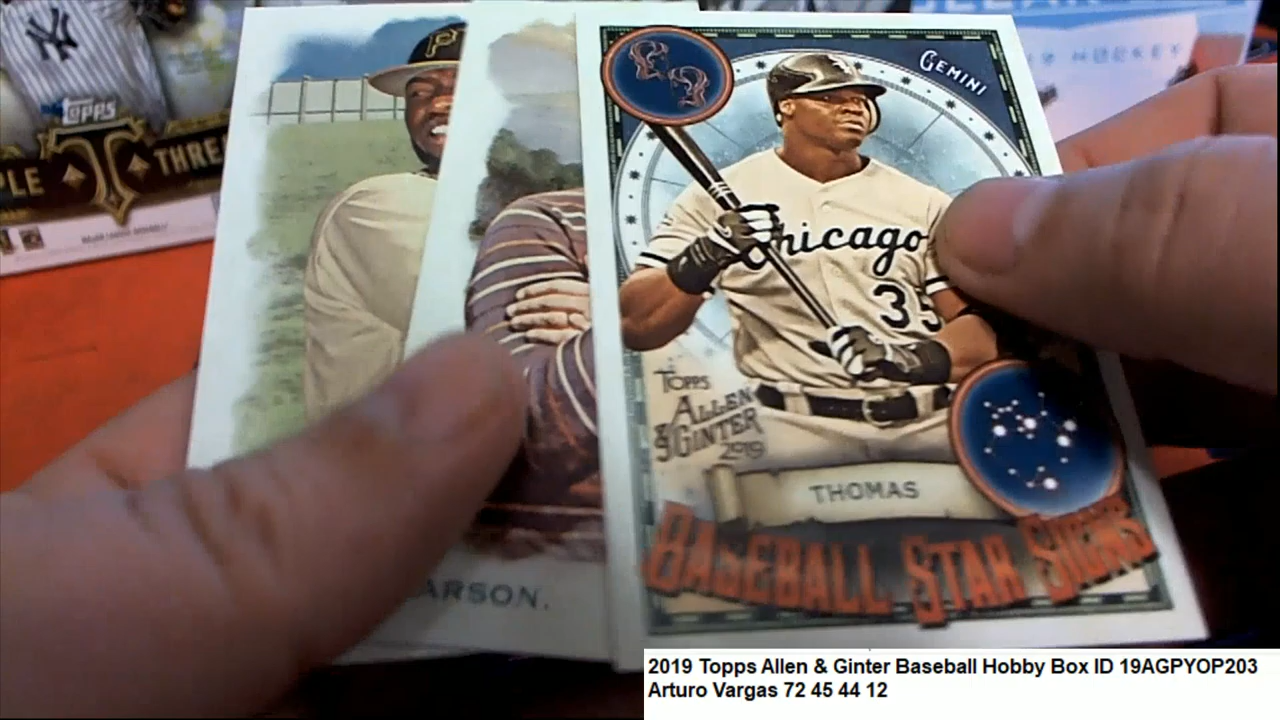 TOPPS
PLE
THRE
P
HOCKEY
GEMINI
Chicago
35
TOPPS
ALLEN
& GINTER
2019
THOMAS
BASEBALL STAR SIGNS
ARSON.
2019 Topps Allen & Ginter Baseball Hobby Box ID 19AGPYOP203
Arturo Vargas 72 45 44 12